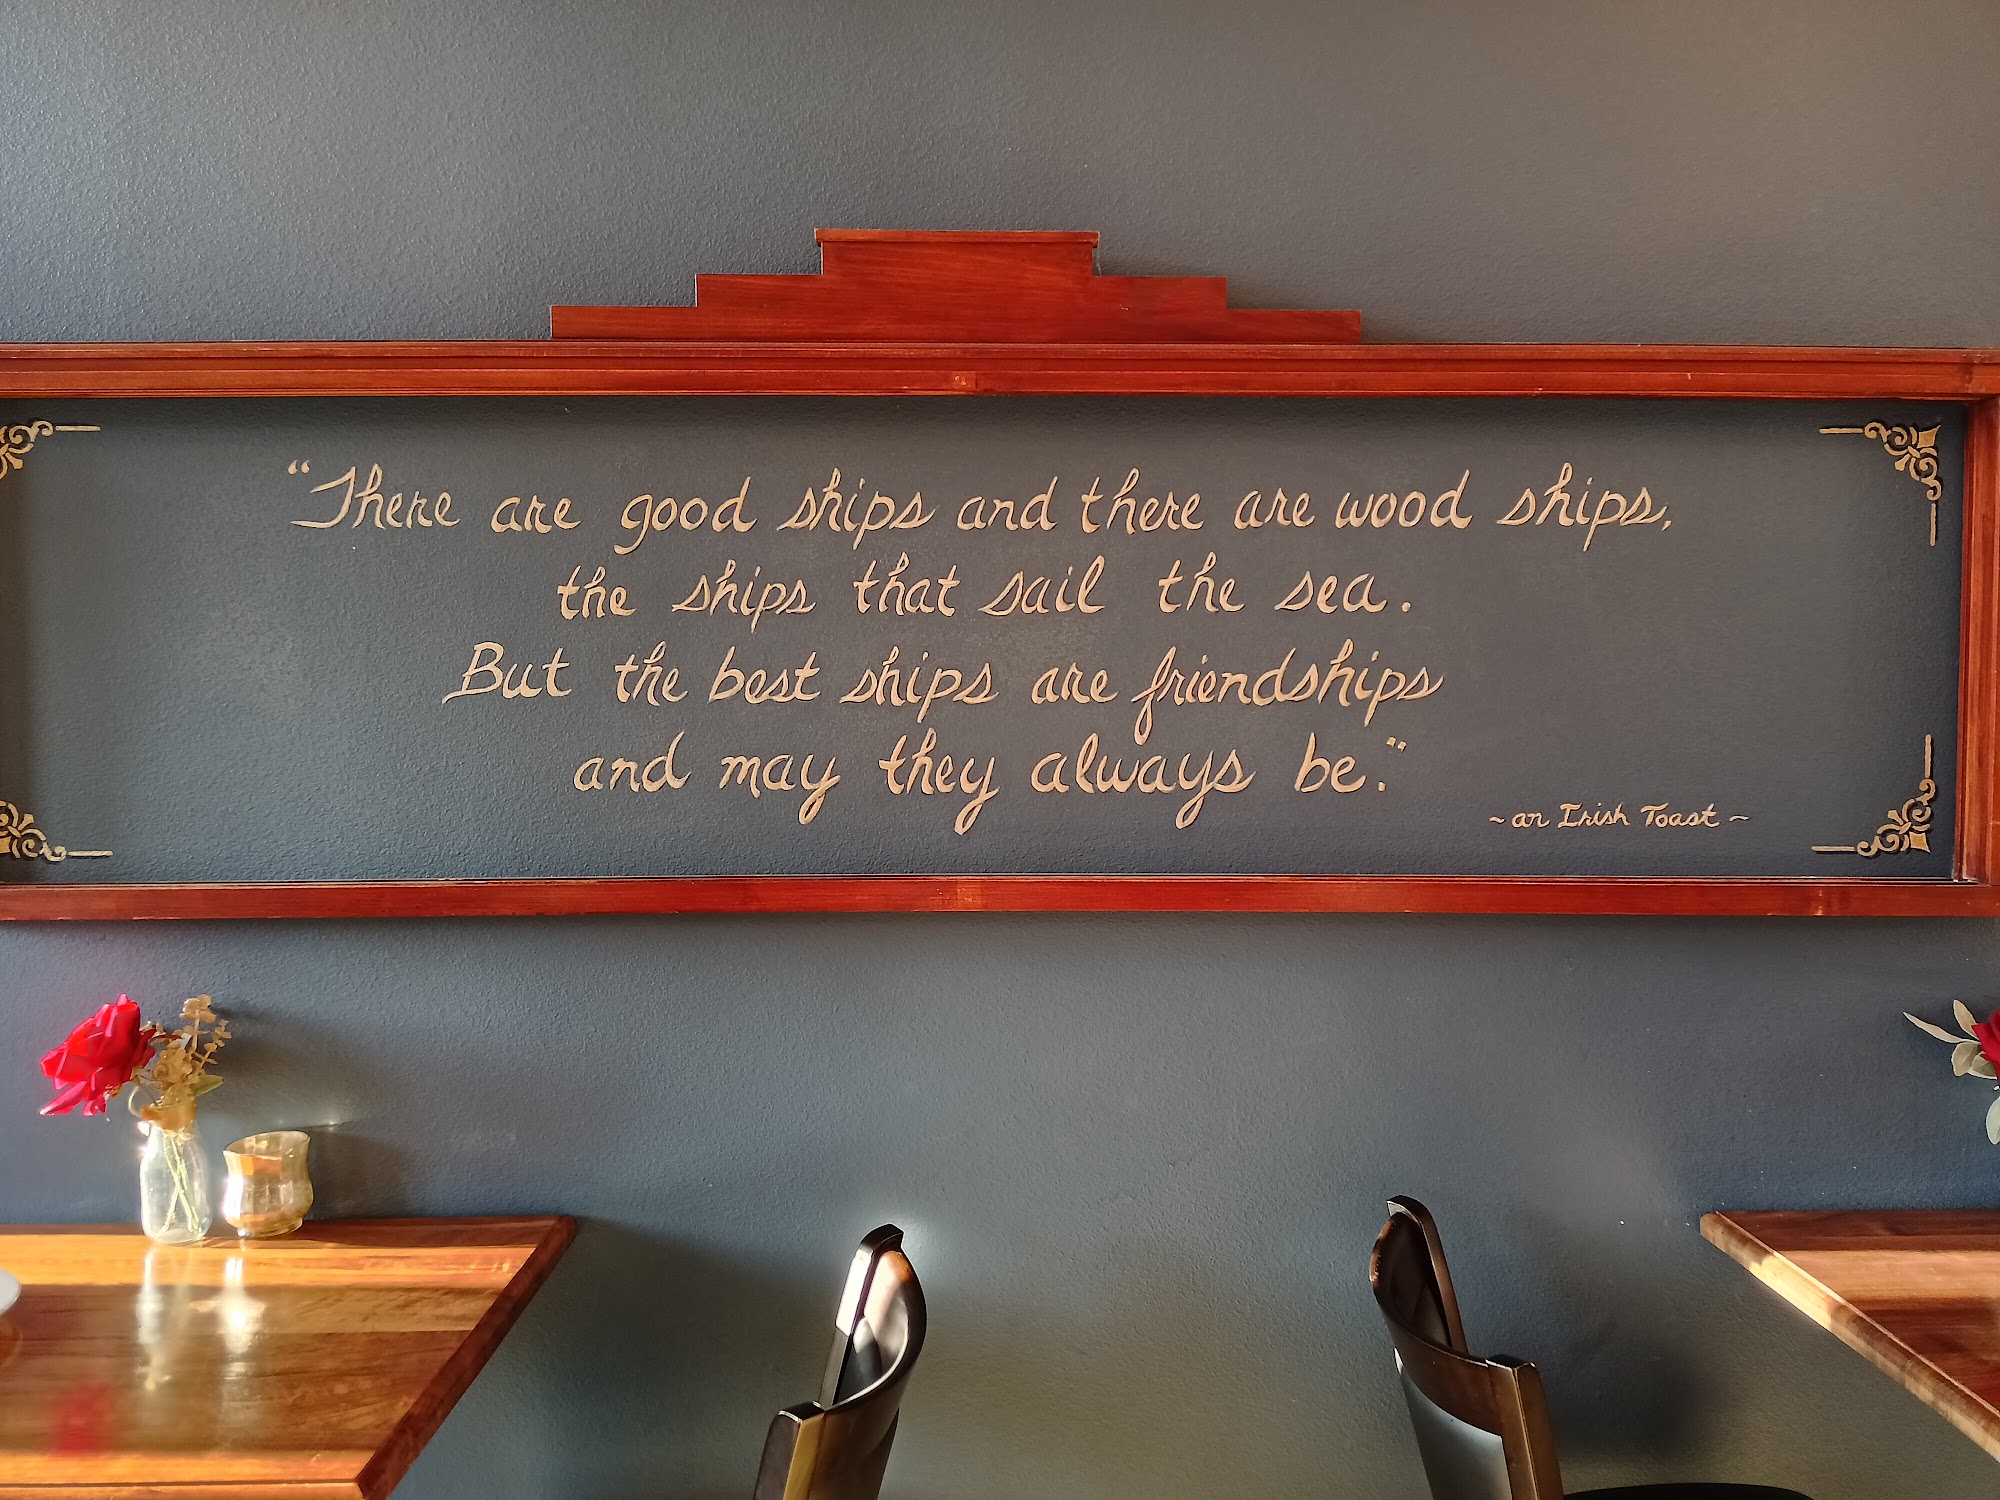 “There are good ships and there are wood ships,
the ships that sail the sea.
But the best ships are friendships
and may they always be.”
~ an Irish Toast ~